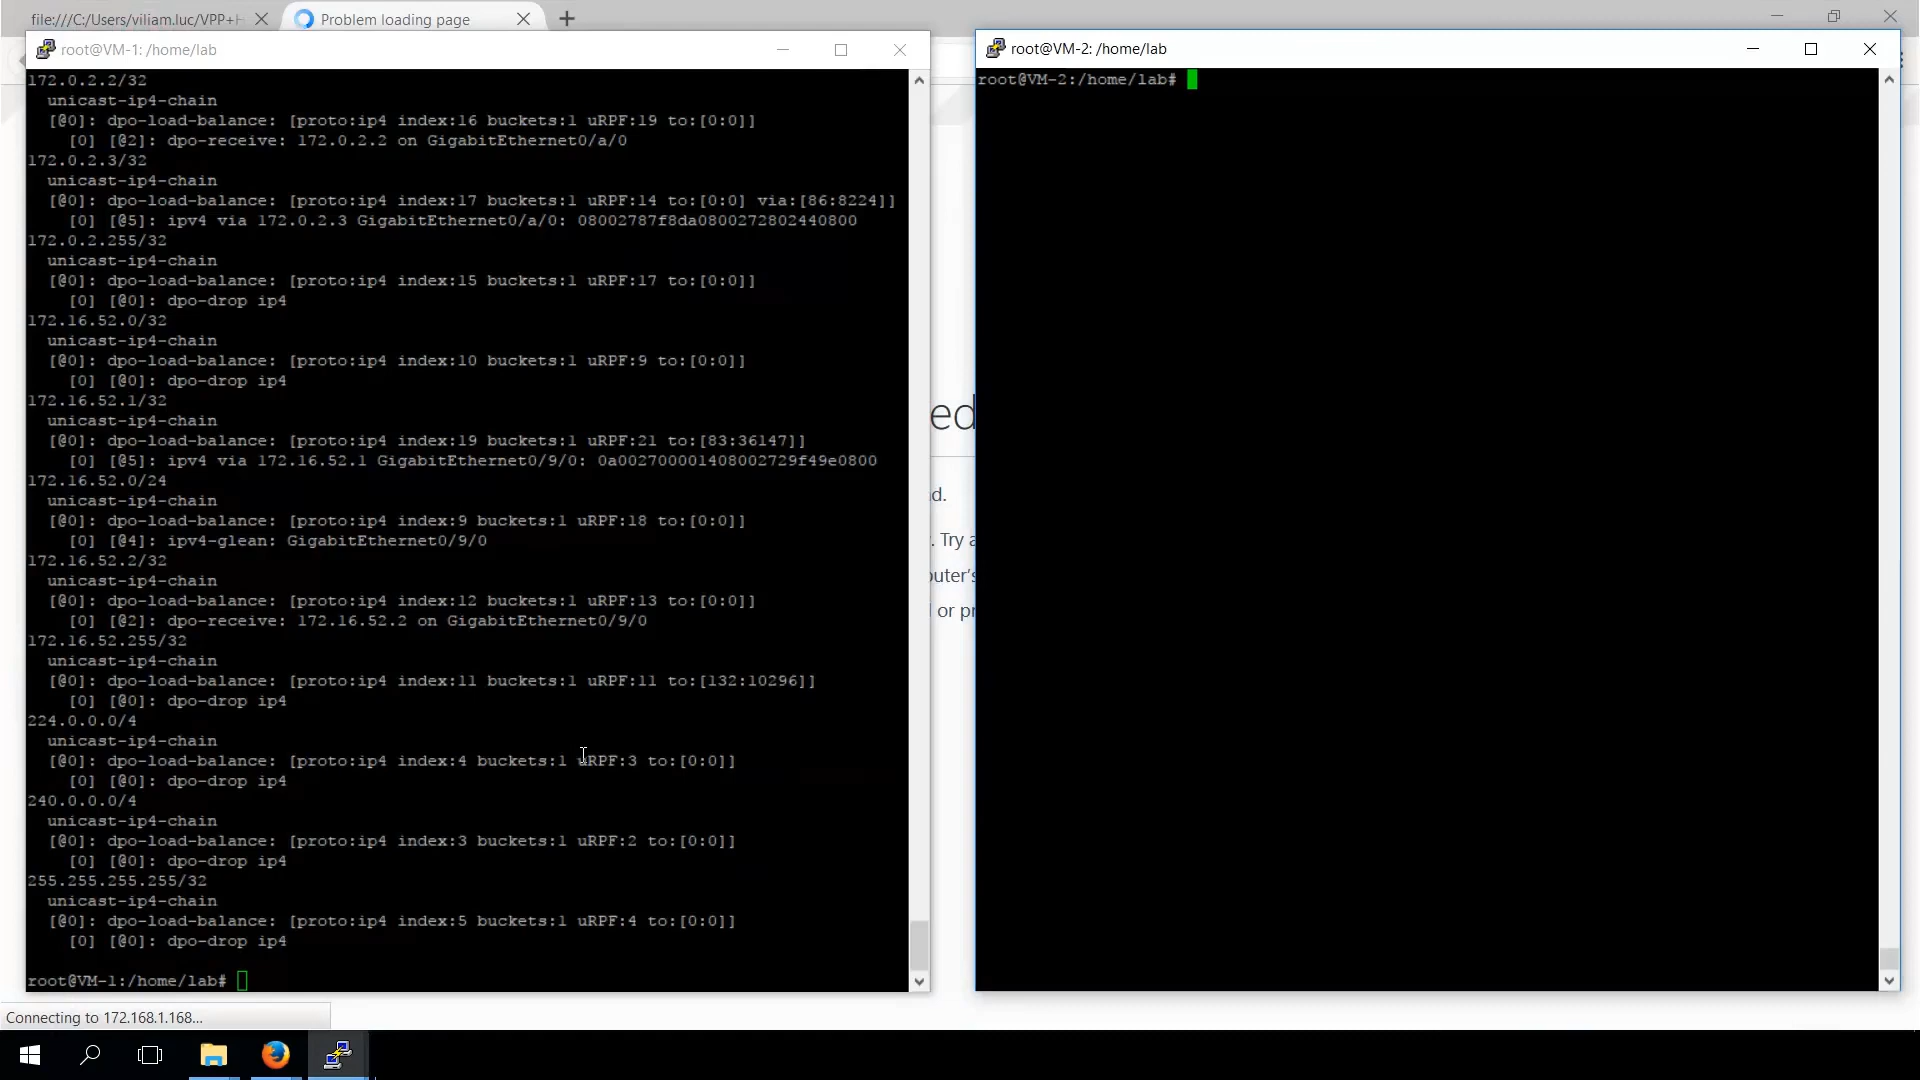 file:///C:/Users/viliam.luc/VPP+
Problem loading page
root@VM-1: /home/lab
172.0.2.2/32
unicast-ip4-chain
[@0]: dpo-load-balance: [proto:ip4 index:16 buckets:1 uRPF:19 to:[0:0]]
[0] [@2]: dpo-receive: 172.0.2.2 on GigabitEthernet0/a/0
172.0.2.3/32
unicast-ip4-chain
[@0]: dpo-load-balance: [proto:ip4 index:17 buckets:1 uRPF:14 to:[0:0] via:[86:8224]]
[0] [@5]: ipv4 via 172.0.2.3 GigabitEthernet0/a/0: 08002787f8da0800272802440800
172.0.2.255/32
unicast-ip4-chain
[@0]: dpo-load-balance: [proto:ip4 index:15 buckets:1 uRPF:17 to:[0:0]]
[0] [@0]: dpo-drop ip4
172.16.52.0/32
unicast-ip4-chain
[@0]: dpo-load-balance: [proto:ip4 index:10 buckets:1 uRPF:9 to:[0:0]]
[0] [@0]: dpo-drop ip4
172.16.52.1/32
unicast-ip4-chain
[@0]: dpo-load-balance: [proto:ip4 index:19 buckets:1 uRPF:21 to:[83:36147]]
[0] [@5]: ipv4 via 172.16.52.1 GigabitEthernet0/9/0: 0a002700001408002729f49e0800
172.16.52.0/24
unicast-ip4-chain
[@0]: dpo-load-balance: [proto:ip4 index:9 buckets:1 uRPF:18 to:[0:0]]
[0] [@4]: ipv4-glean: GigabitEthernet0/9/0
172.16.52.2/32
unicast-ip4-chain
[@0]: dpo-load-balance: [proto:ip4 index:12 buckets:1 uRPF:13 to:[0:0]]
[0] [@2]: dpo-receive: 172.16.52.2 on GigabitEthernet0/9/0
172.16.52.255/32
unicast-ip4-chain
[@0]: dpo-load-balance: [proto:ip4 index:11 buckets:1 uRPF:11 to:[132:10296]]
[0] [@0]: dpo-drop ip4
224.0.0.0/4
unicast-ip4-chain
[@0]: dpo-load-balance: [proto:ip4 index:4 buckets:1 uRPF:3 to:[0:0]]
[0] [@0]: dpo-drop ip4
240.0.0.0/4
unicast-ip4-chain
[@0]: dpo-load-balance: [proto:ip4 index:3 buckets:1 uRPF:2 to:[0:0]]
[0] [@0]: dpo-drop ip4
255.255.255.255/32
unicast-ip4-chain
[@0]: dpo-load-balance: [proto:ip4 index:5 buckets:1 uRPF:4 to:[0:0]]
[0] [@0]: dpo-drop ip4
root@VM-1:/home/lab#
ed
d.
. Try a
puter's
or pr
root@VM-2: /home/lab
root@VM-2:/home/lab#
Connecting to 172.168.1.168...